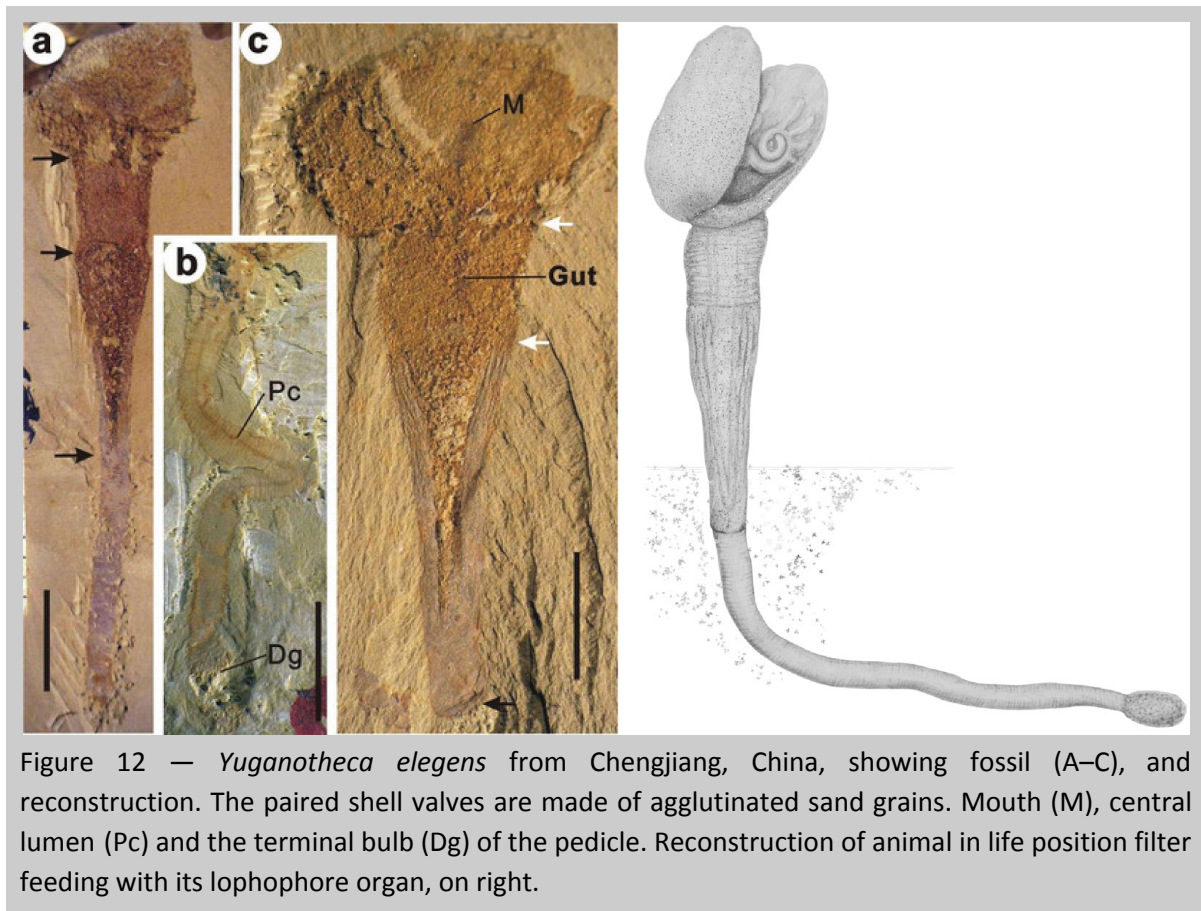 a
c
M
b
Gut
Pc
Dg
Figure 12 — Yuganotheca elegens from Chengjiang, China, showing fossil (A–C), and
reconstruction. The paired shell valves are made of agglutinated sand grains. Mouth (M), central
lumen (Pc) and the terminal bulb (Dg) of the pedicle. Reconstruction of animal in life position filter
feeding with its lophophore organ, on right.